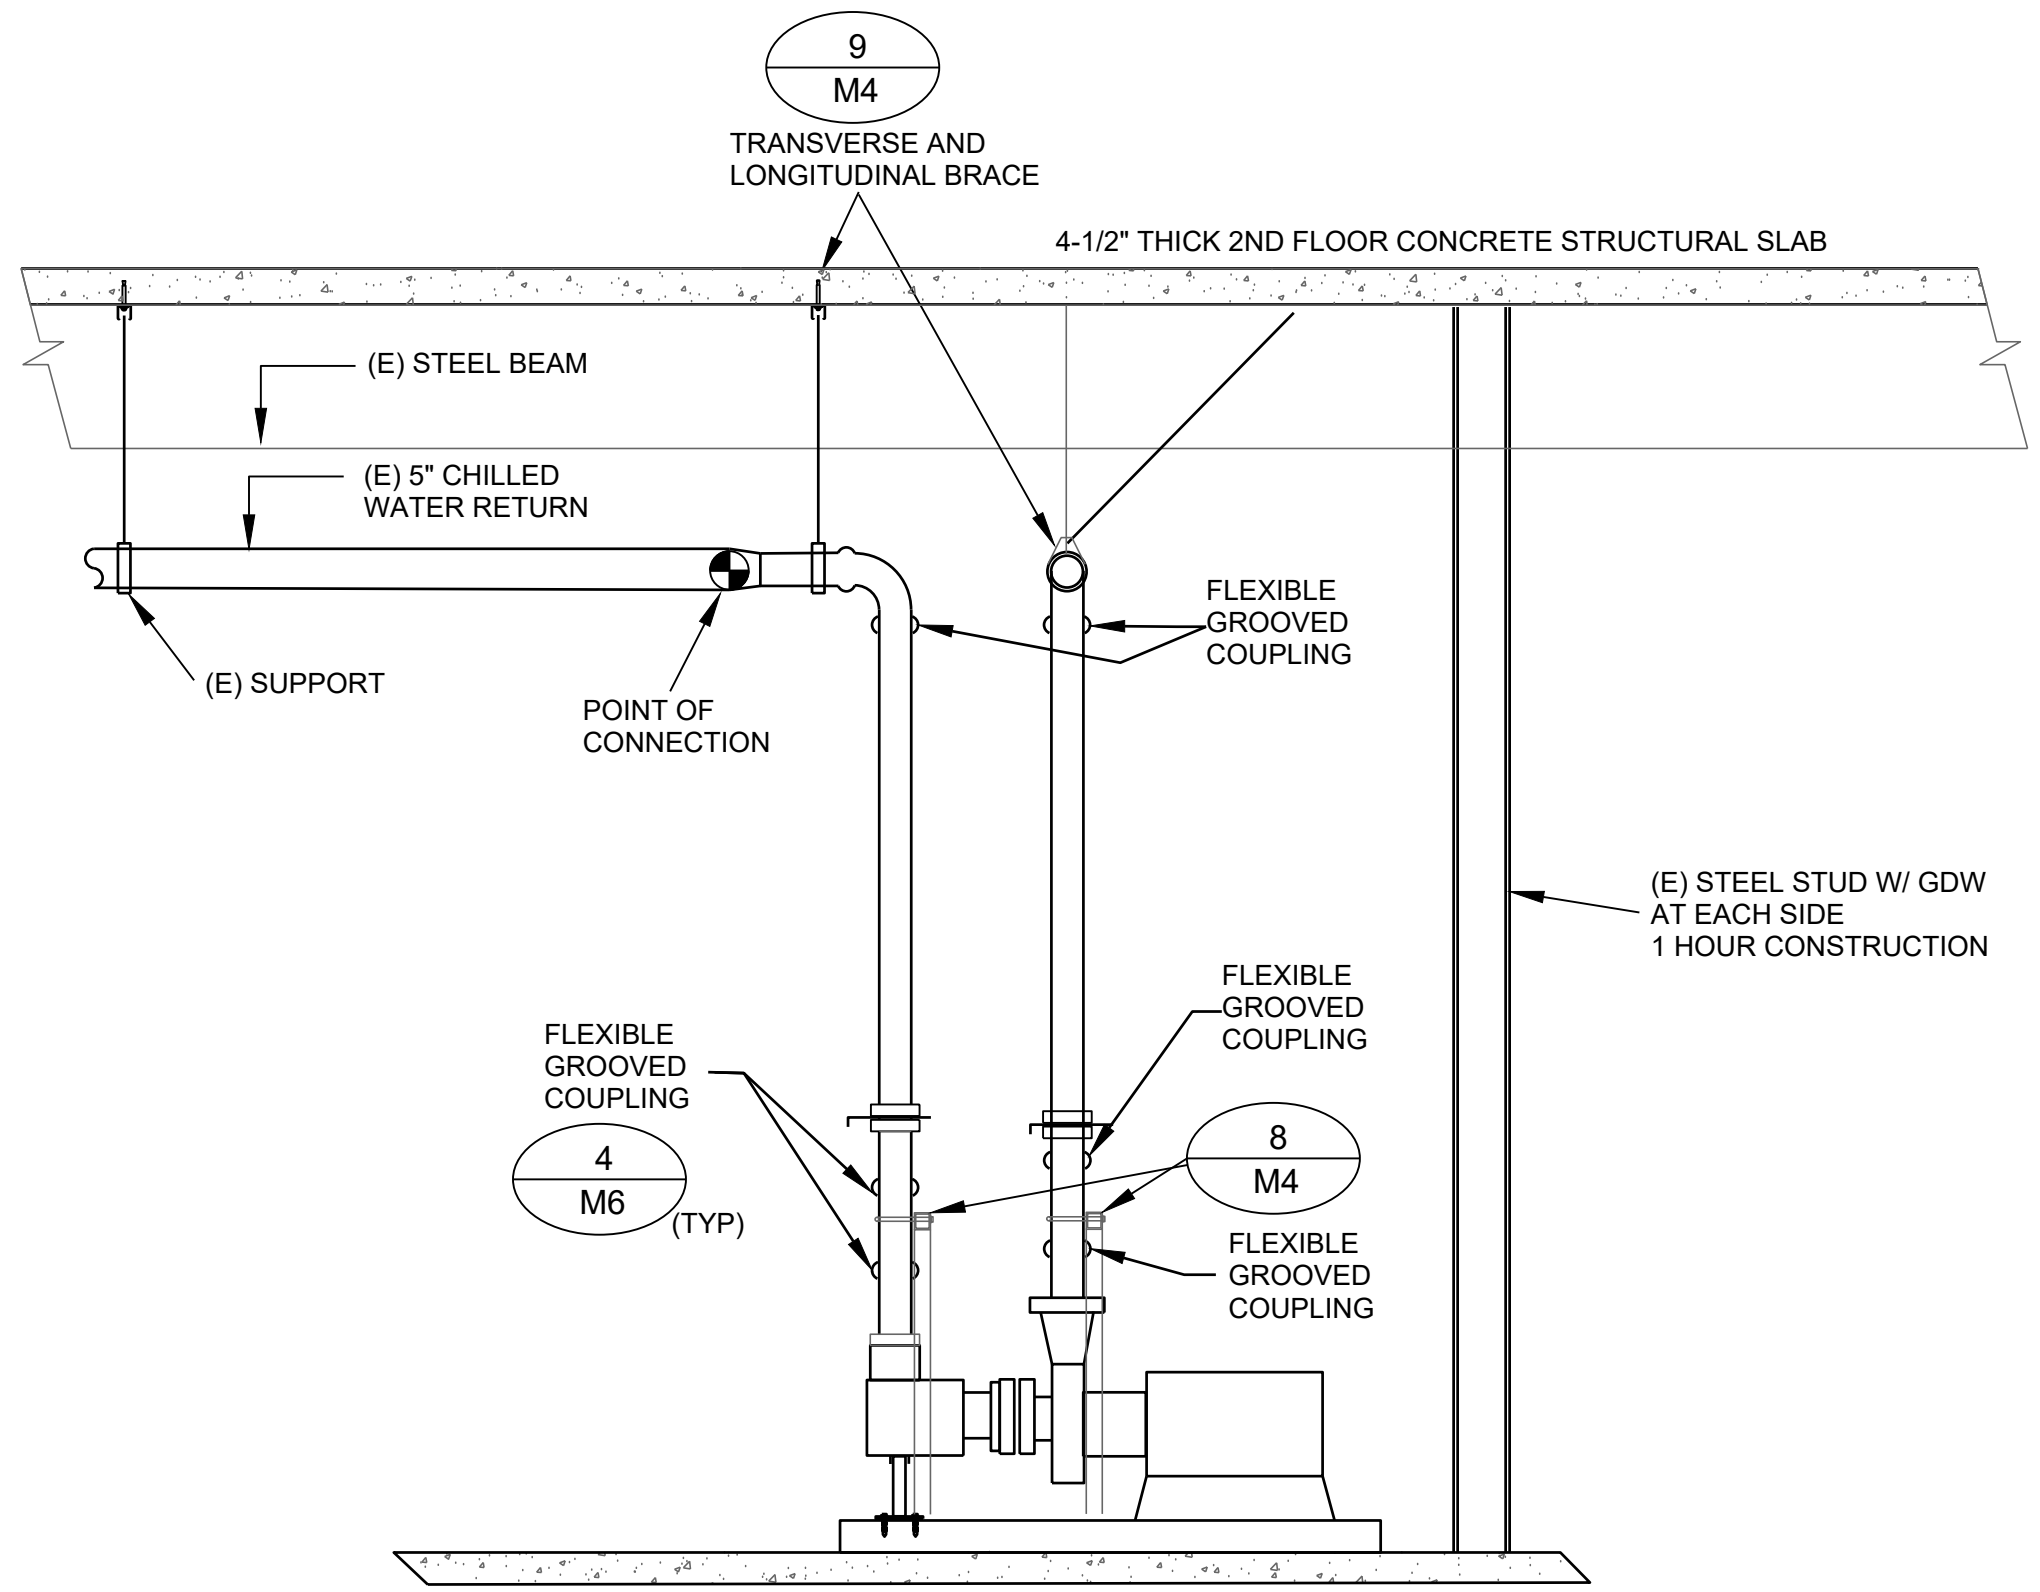 9
M4
TRANSVERSE AND
LONGITUDINAL BRACE
4-1/2" THICK 2ND FLOOR CONCRETE STRUCTURAL SLAB
(E) STEEL BEAM
(E) 5" CHILLED
WATER RETURN
FLEXIBLE
GROOVED
COUPLING
(E) SUPPORT
POINT OF
CONNECTION
(E) STEEL STUD W/ GDW
AT EACH SIDE
1 HOUR CONSTRUCTION
FLEXIBLE
GROOVED
COUPLING
FLEXIBLE
GROOVED
COUPLING
4
M6
(TYP)
8
M4
FLEXIBLE
GROOVED
COUPLING